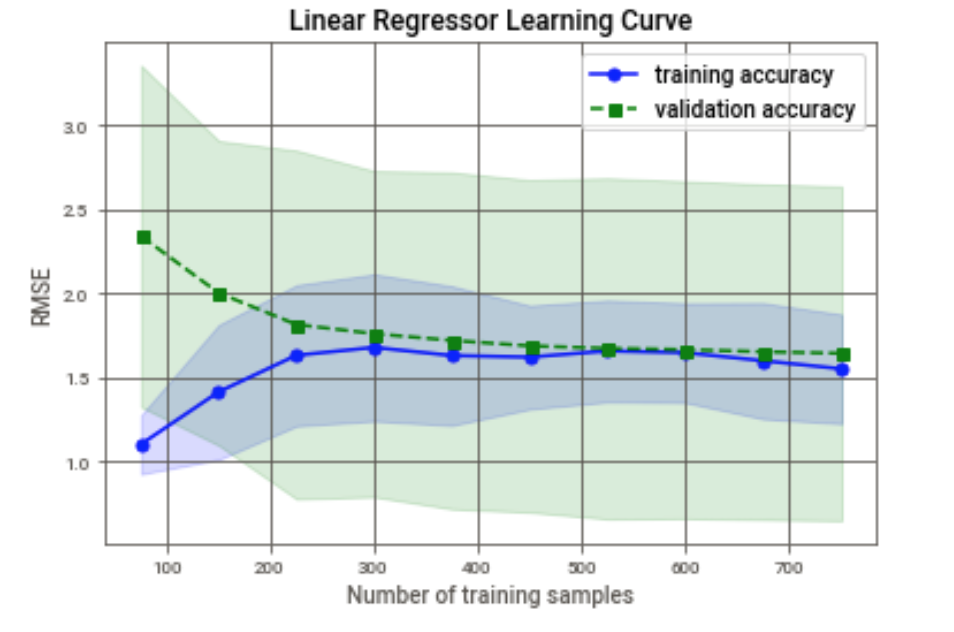 Linear Regressor Learning Curve
training accuracy
validation accuracy
3.0
2.5
2.0
1.5
1.0
RMSE
100 200 300 400 500 600 700
Number of training samples